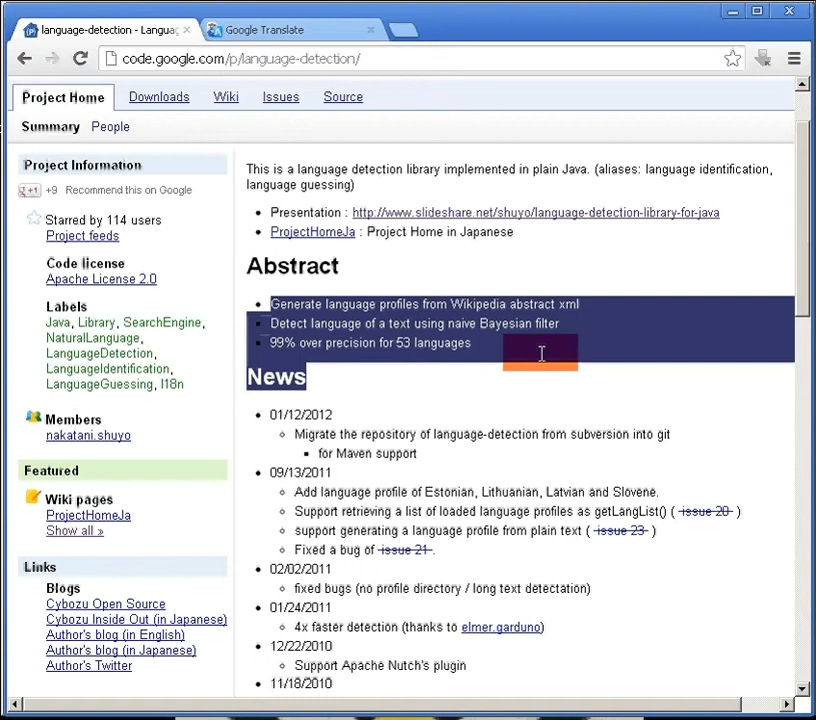 language-detection - Langua
Google Translate
code.google.com/p/language-detection/
Project Home
Downloads
Wiki
Issues
Source
Summary
People
Project Information
+1 +9 Recommend this on Google
Starred by 114 users
Project feeds
Code license
Apache License 2.0
Labels
Java, Library, SearchEngine,
NaturalLanguage,
LanguageDetection,
LanguageIdentification,
LanguageGuessing, I18n
Members
nakatani.shuyo
Featured
Wiki pages
ProjectHomeJa
Show all »
Links
Blogs
Cybozu Open Source
Cybozu Inside Out (in Japanese)
Author's blog (in English)
Author's blog (in Japanese)
Author's Twitter
This is a language detection library implemented in plain Java. (aliases: language identification,
language guessing)
Presentation : http://www.slideshare.net/shuyo/language-detection-library-for-java
ProjectHomeJa : Project Home in Japanese
Abstract
Generate language profiles from Wikipedia abstract xml
Detect language of a text using naive Bayesian filter
99% over precision for 53 languages
News
01/12/2012
Migrate the repository of language-detection from subversion into git
for Maven support
09/13/2011
Add language profile of Estonian, Lithuanian, Latvian and Slovene.
Support retrieving a list of loaded language profiles as getLangList() ( issue 20 )
support generating a language profile from plain text ( issue 23 )
Fixed a bug of issue 21 .
02/02/2011
fixed bugs (no profile directory / long text detectation)
01/24/2011
4x faster detection (thanks to elmer.garduno)
12/22/2010
Support Apache Nutch's plugin
11/18/2010